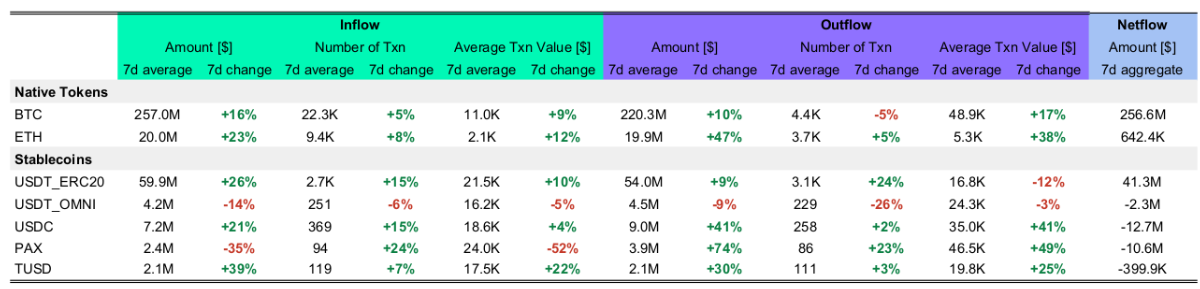 Inflow Outflow Netflow
Amount [$] Number of Txn Average Txn Value [$] Amount [$] Number of Txn Average Txn Value [$] Amount [$]
7d average 7d change 7d average 7d change 7d average 7d change 7d average 7d change 7d average 7d change 7d average 7d change 7d aggregate
Native Tokens
BTC 257.0M +16% 22.3K +5% 11.0K +9% 220.3M +10% 4.4K -5% 48.9K +17% 256.6M
ETH 20.0M +23% 9.4K +8% 2.1K +12% 19.9M +47% 3.7K +5% 5.3K +38% 642.4K
Stablecoins
USDT_ERC20 59.9M +26% 2.7K +15% 21.5K +10% 54.0M +9% 3.1K +24% 16.8K -12% 41.3M
USDT_OMNI 4.2M -14% 251 -6% 16.2K -5% 4.5M -9% 229 -26% 24.3K -3% -2.3M
USDC 7.2M +21% 369 +15% 18.6K +4% 9.0M +41% 258 +2% 35.0K +41% -12.7M
PAX 2.4M -35% 94 +24% 24.0K -52% 3.9M +74% 86 +23% 46.5K +49% -10.6M
TUSD 2.1M +39% 119 +7% 17.5K +22% 2.1M +30% 111 +3% 19.8K +25% -399.9K